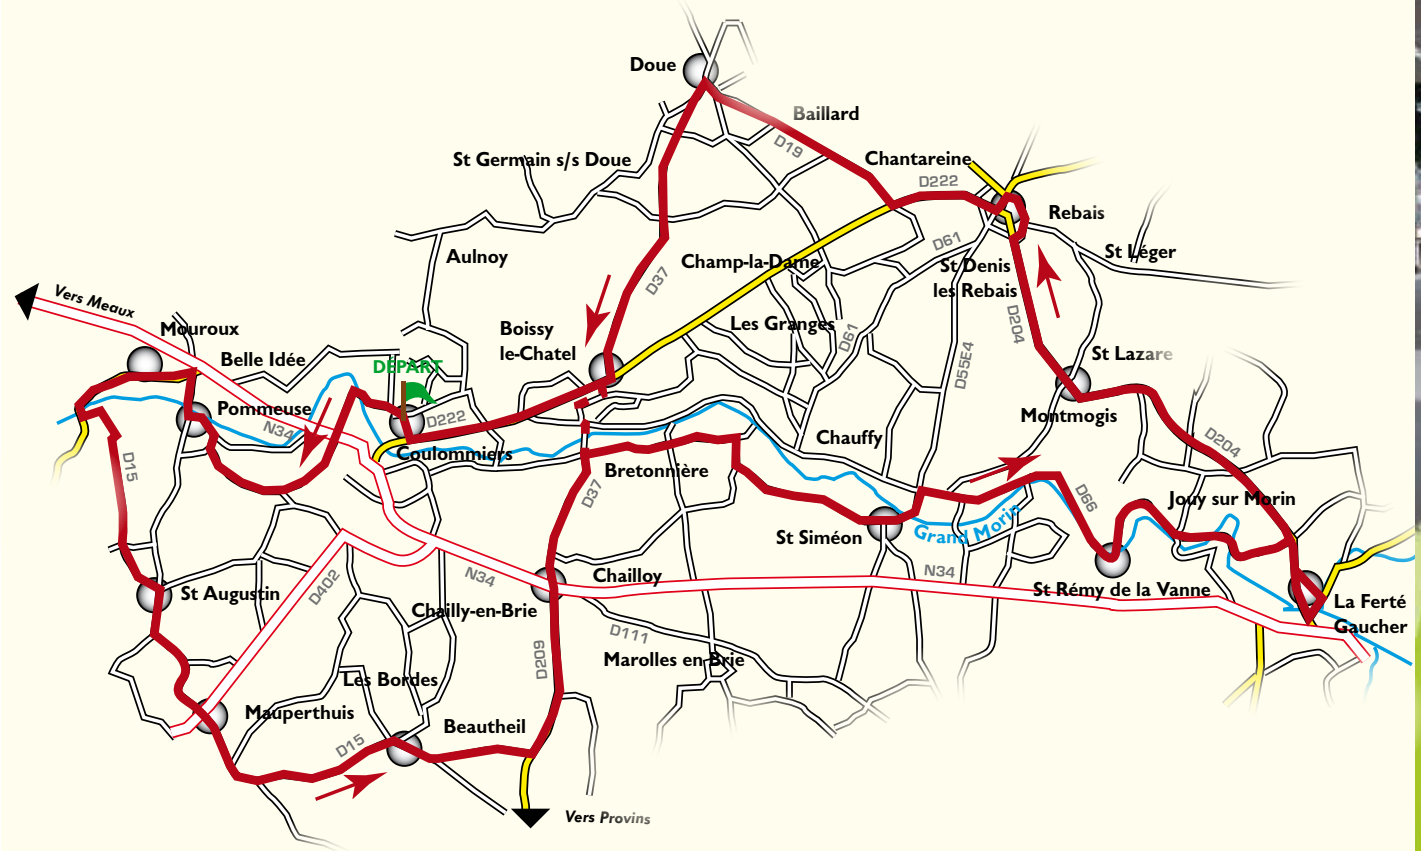 Doue
Baillard
D19
St Germain s/s Doue
Chantareine
D222
Rebais
Aulnoy
D61
St Léger
Champ-la-Dame
St Denis
les Rebais
D37
Vers Meaux
Mouroux
Boissy
le-Chatel
Les Granges
D61
D204
Belle Idée
DÉPART
D55E4
St Lazare
Pommeuse
N34
D222
Montmogis
Coulommiers
Chauffy
D204
D15
Bretonnière
D37
D66
Jouy sur Morin
St Siméon
Grand Morin
D402
N34
Chailloy
N34
St Augustin
Chailly-en-Brie
St Rémy de la Vanne
La Ferté
Gaucher
D111
D209
Marolles en-Brie
Les Bordes
Mauperthuis
Beautheil
D15
Vers Provins